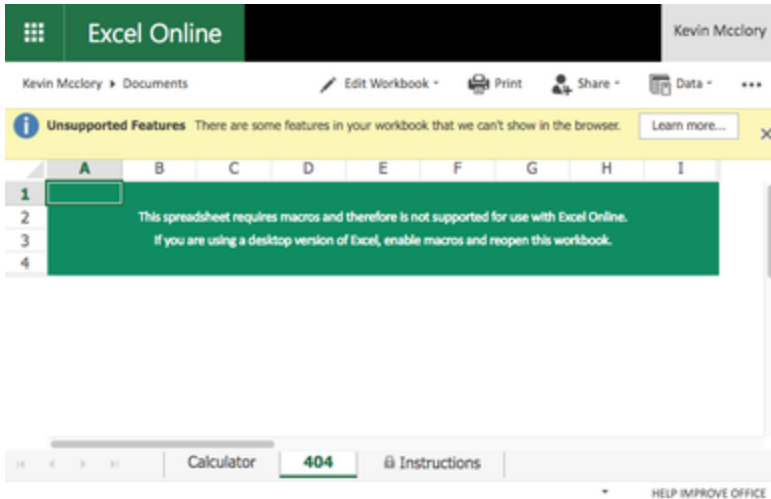 Excel Online
Kevin Mcclory
Kevin Mcclory ▸ Documents Edit Workbook Print Share Data ...
Unsupported Features There are some features in your workbook that we can't show in the browser. Learn more...
A B C D E F G H I
1
2 This spreadsheet requires macros and therefore is not supported for use with Excel Online.
3 If you are using a desktop version of Excel, enable macros and reopen this workbook.
4
Calculator 404 Instructions
HELP IMPROVE OFFICE